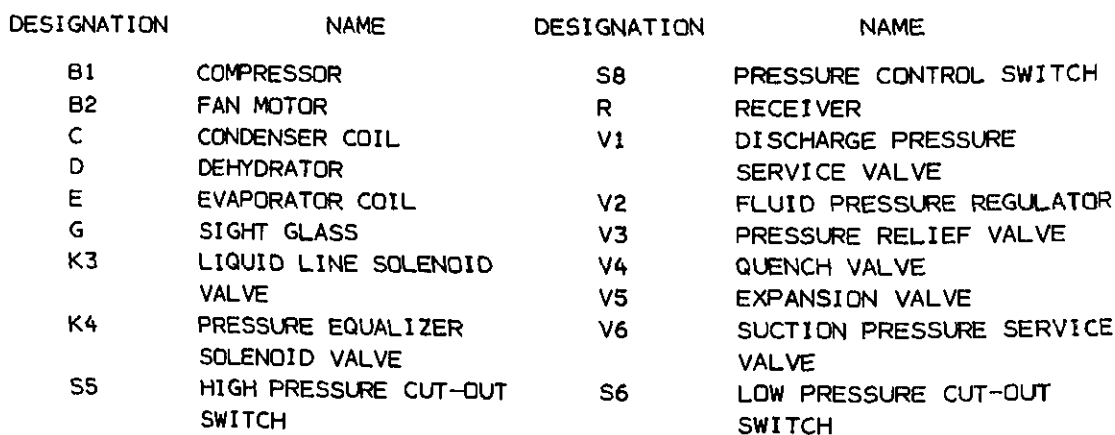 DESIGNATION NAME DESIGNATION NAME
B1 COMPRESSOR S8 PRESSURE CONTROL SWITCH
B2 FAN MOTOR R RECEIVER
C CONDENSER COIL V1 DISCHARGE PRESSURE
D DEHYDRATOR SERVICE VALVE
E EVAPORATOR COIL V2 FLUID PRESSURE REGULATOR
G SIGHT GLASS V3 PRESSURE RELIEF VALVE
K3 LIQUID LINE SOLENOID V4 QUENCH VALVE
VALVE V5 EXPANSION VALVE
K4 PRESSURE EQUALIZER V6 SUCTION PRESSURE SERVICE
SOLENOID VALVE VALVE
S5 HIGH PRESSURE CUT-OUT S6 LOW PRESSURE CUT-OUT
SWITCH SWITCH